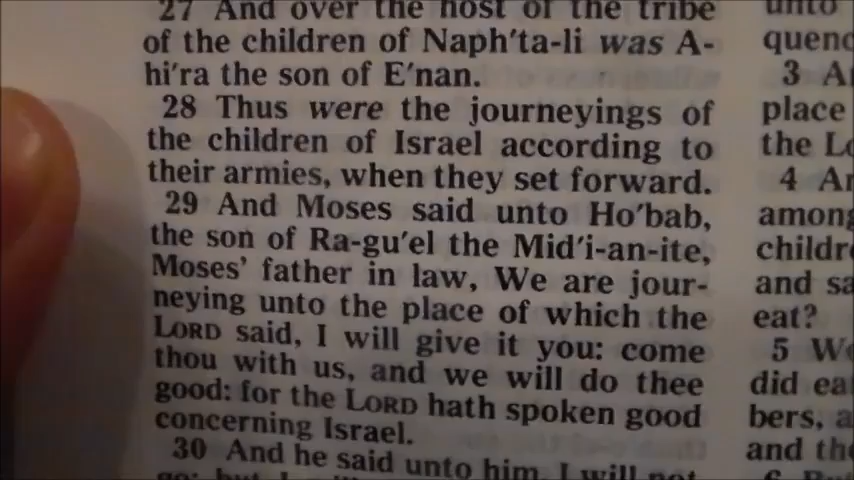 27 And over the host of the tribe
of the children of Naph'ta-li was A-
hi'ra the son of E'nan.
28 Thus were the journeyings of
the children of Israel according to
their armies, when they set forward.
29 And Moses said unto Ho'bab,
the son of Ra-gu'el the Mid'i-an-ite,
Moses' father in law, We are jour-
neying unto the place of which the
LORD said, I will give it you: come
thou with us, and we will do thee
good: for the LORD hath spoken good
concerning Israel.
30 And he said unto him, I will not
unto
quenc
3 A
place
the L
4 An
among
childr
and sa
eat?
5 W
did ea
bers, a
and th